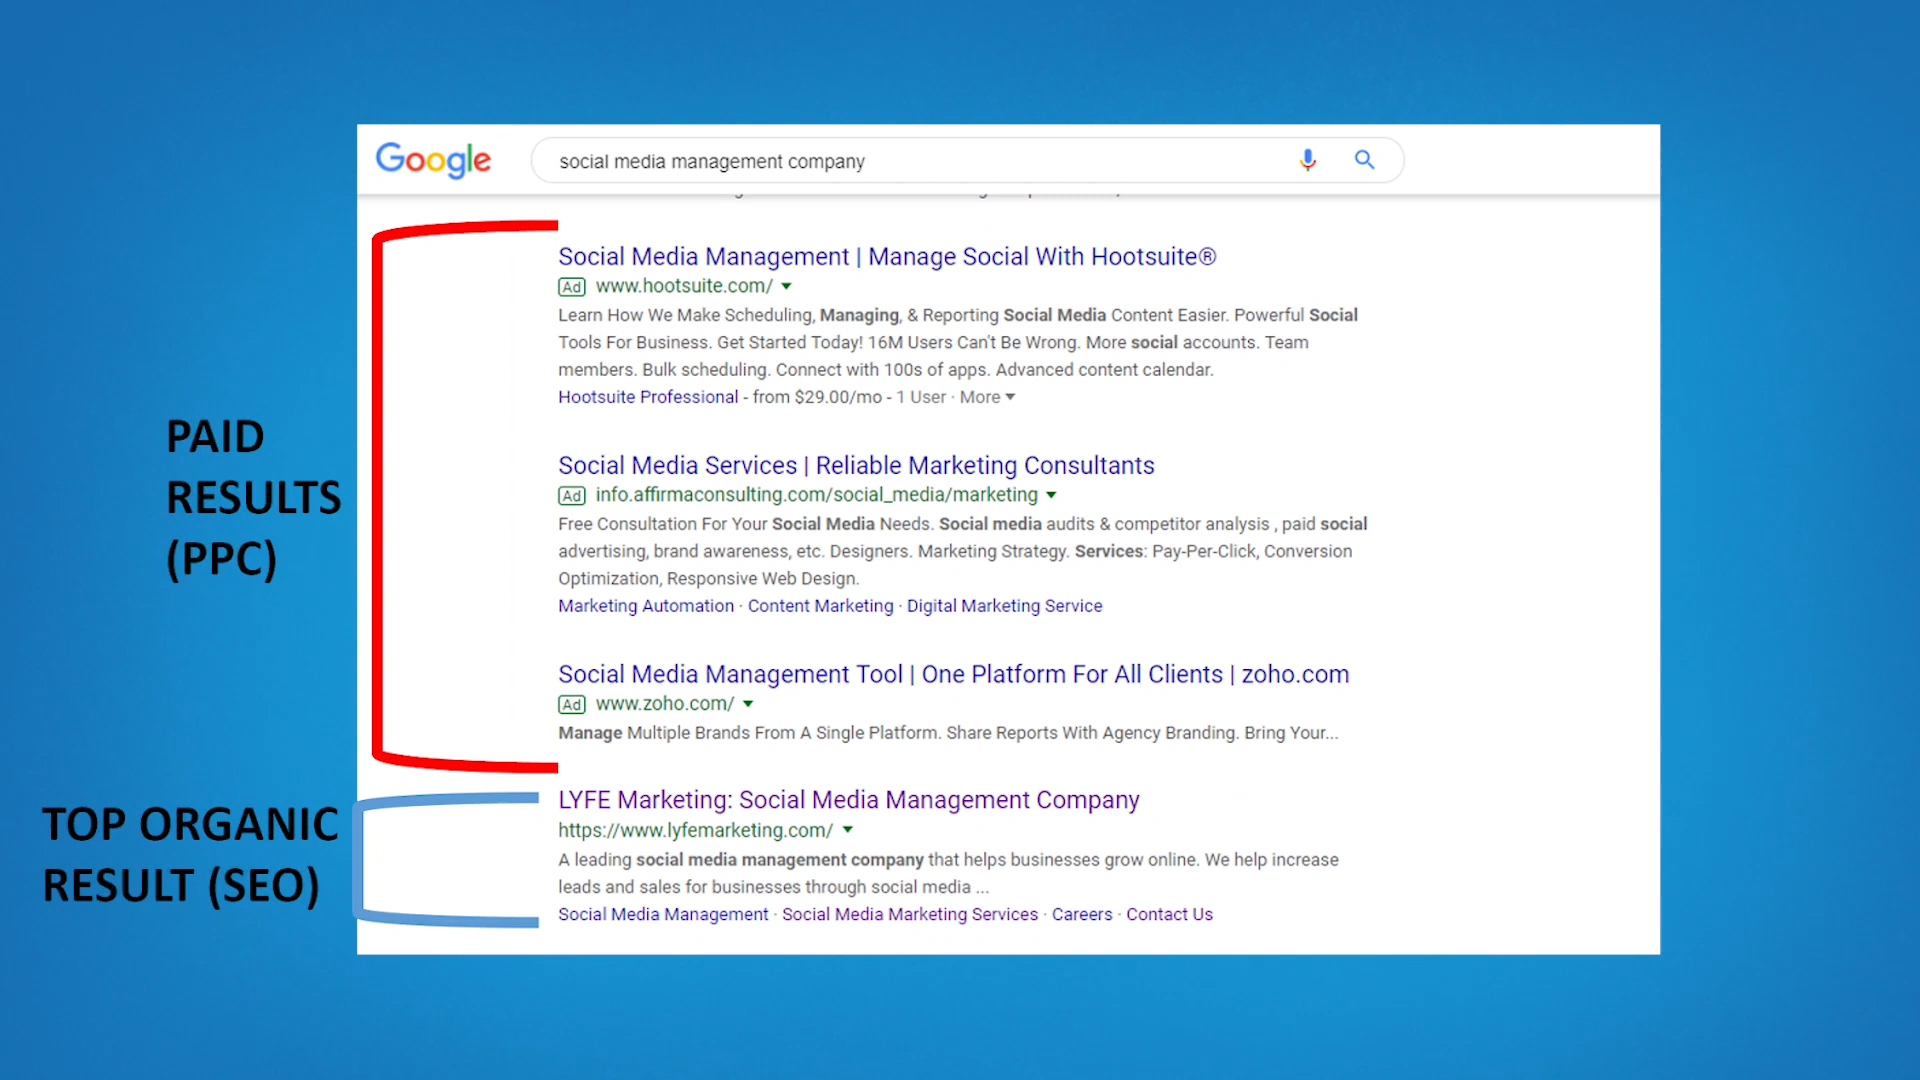 Google
social media management company
Social Media Management | Manage Social With Hootsuite®
Ad www.hootsuite.com/
Learn How We Make Scheduling, Managing, & Reporting Social Media Content Easier. Powerful Social
Tools For Business. Get Started Today! 16M Users Can't Be Wrong. More social accounts. Team
members. Bulk scheduling. Connect with 100s of apps. Advanced content calendar.
Hootsuite Professional - from $29.00/mo - 1 User · More
Social Media Services | Reliable Marketing Consultants
Ad info.affirmaconsulting.com/social_media/marketing
Free Consultation For Your Social Media Needs. Social media audits & competitor analysis , paid social
advertising, brand awareness, etc. Designers. Marketing Strategy. Services: Pay-Per-Click, Conversion
Optimization, Responsive Web Design.
Marketing Automation · Content Marketing · Digital Marketing Service
Social Media Management Tool | One Platform For All Clients | zoho.com
Ad www.zoho.com/
Manage Multiple Brands From A Single Platform. Share Reports With Agency Branding. Bring Your...
PAID
RESULTS
(PPC)
LYFE Marketing: Social Media Management Company
https://www.lyfemarketing.com/
A leading social media management company that helps businesses grow online. We help increase
leads and sales for businesses through social media ...
Social Media Management · Social Media Marketing Services · Careers · Contact Us
TOP ORGANIC
RESULT (SEO)